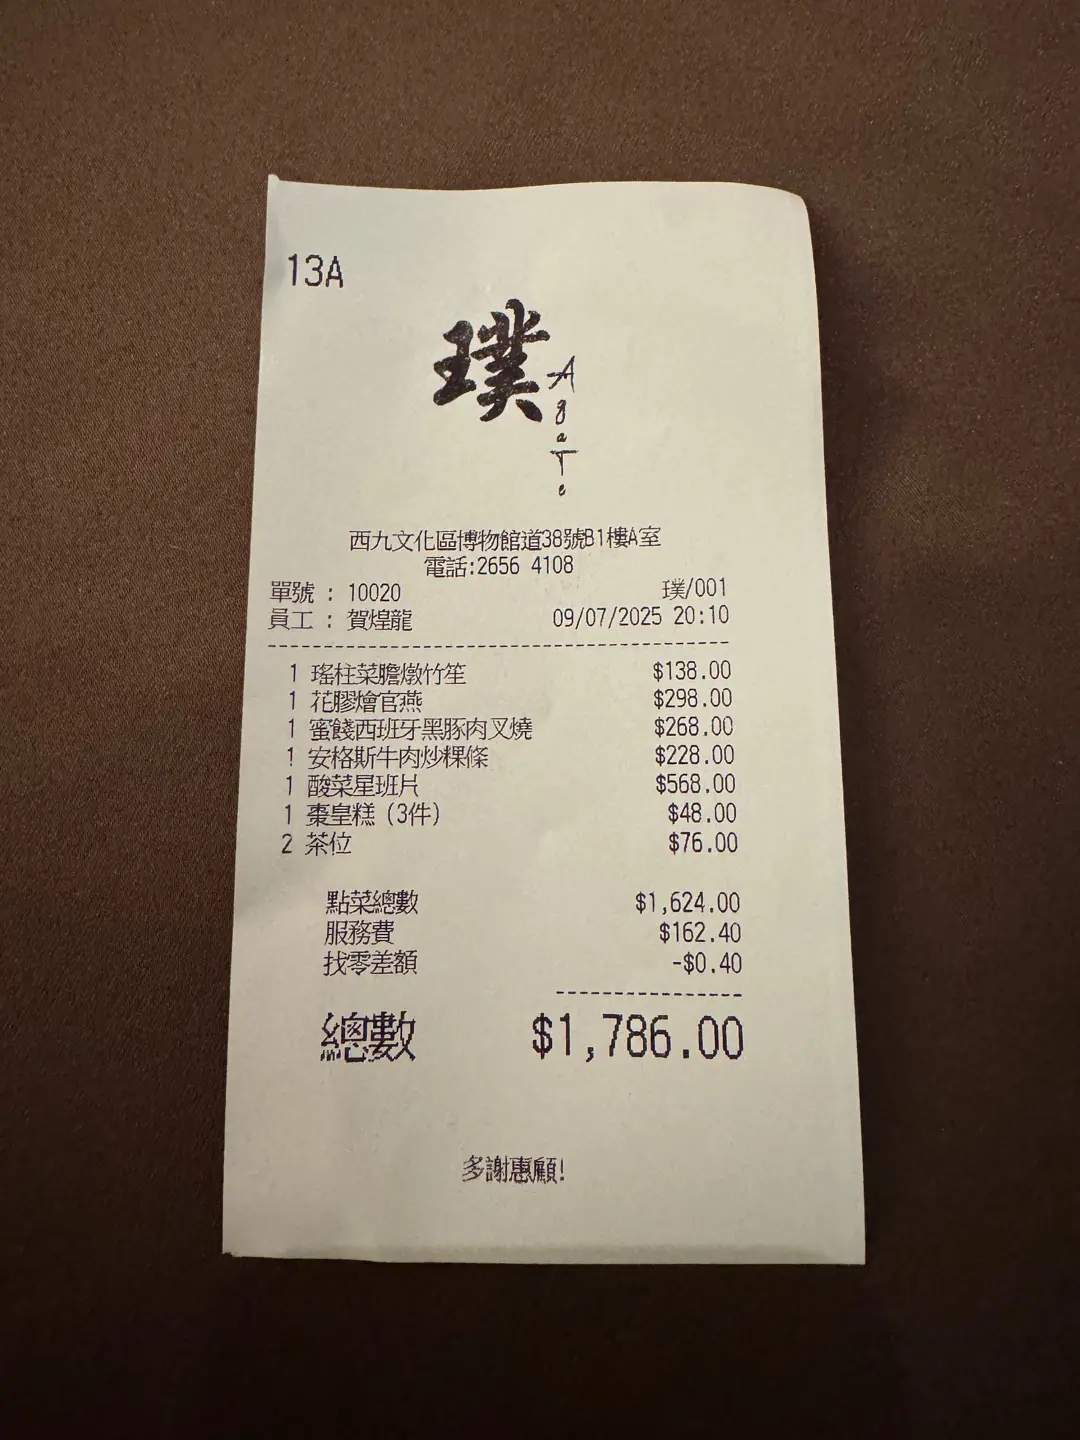 13A
璞
AgaTe
西九文化區博物館道38號B1樓A室
電話:2656 4108
單號 : 10020 璞/001
員工 : 賀煌龍 09/07/2025 20:10
1 瑤柱菜膽燉竹笙 $138.00
1 花膠燴官燕 $298.00
1 蜜餞西班牙黑豚肉叉燒 $268.00
1 安格斯牛肉炒粿條 $228.00
1 酸菜星班片 $568.00
1 棗皇糕 (3件) $48.00
2 茶位 $76.00
點菜總數 $1,624.00
服務費 $162.40
找零差額 -$0.40
總數 $1,786.00
多謝惠顧!